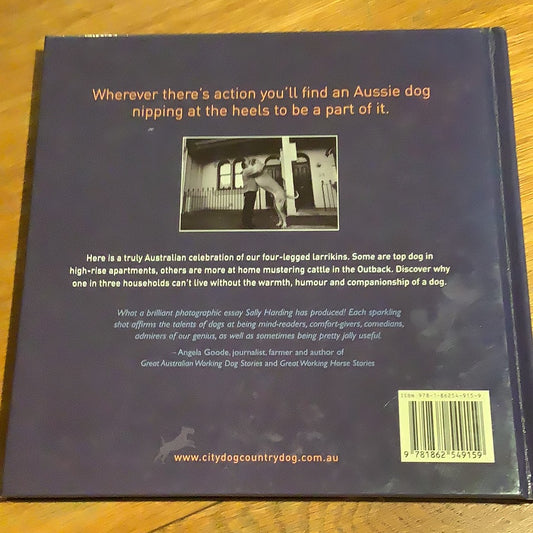 Wherever there's action you'll find an Aussie dog
nipping at the heels to be a part of it.
Here is a truly Australian celebration of our four-legged larrikins. Some are top dog in
high-rise apartments, others are more at home mustering cattle in the Outback. Discover why
one in three households can't live without the warmth, humour and companionship of a dog.
What a brilliant photographic essay Sally Harding has produced! Each sparkling
shot affirms the talents of dogs at being mind-readers, comfort-givers, comedians,
admirers of our genius, as well as sometimes being pretty jolly useful.
– Angela Goode, journalist, farmer and author of
Great Australian Working Dog Stories and Great Working Horse Stories
ISBN 978-1-86254-915-9
9 781862 549159
www.citydogcountrydog.com.au